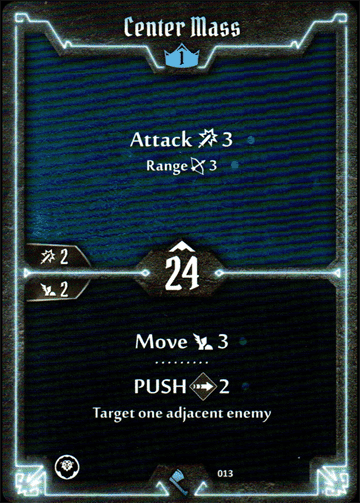 Center Mass
1
Attack 3
Range 3
2
24
2
Move 3
PUSH 2
Target one adjacent enemy
013